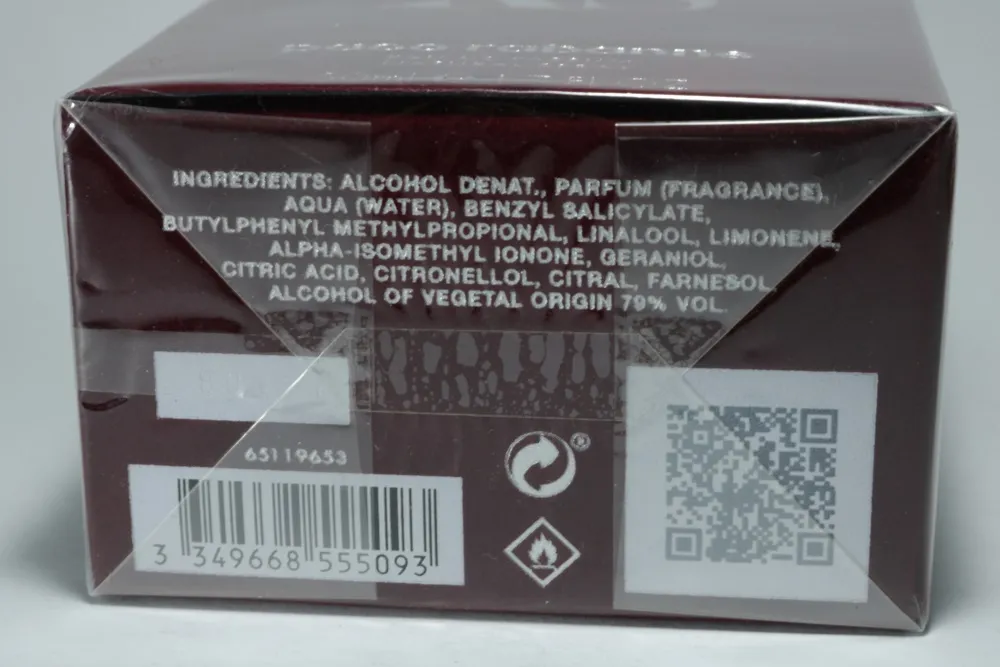 INGREDIENTS: ALCOHOL DENAT., PARFUM (FRAGRANCE),
AQUA (WATER), BENZYL SALICYLATE,
BUTYLPHENYL METHYLPROPIONAL, LINALOOL, LIMONENE,
ALPHA-ISOMETHYL IONONE, GERANIOL,
CITRIC ACID, CITRONELLOL, CITRAL, FARNESOL.
ALCOHOL OF VEGETAL ORIGIN 79% VOL.
65119653
®
3 349668 555093